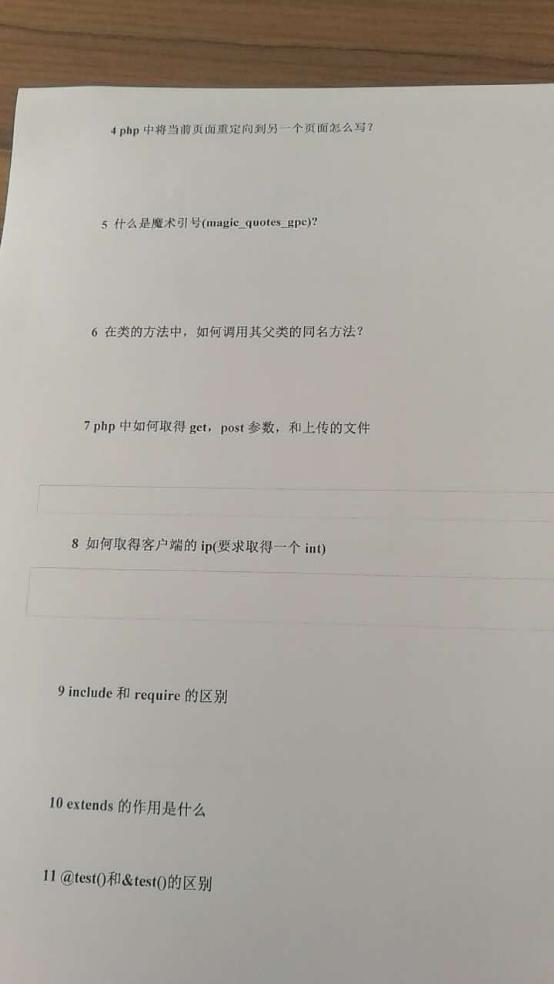 4 php 中将当前页面重定向到另一个页面怎么写？
5 什么是魔术引号(magic_quotes_gpc)?
6 在类的方法中，如何调用其父类的同名方法？
7 php 中如何取得 get，post 参数，和上传的文件
8 如何取得客户端的 ip(要求取得一个 int)
9 include 和 require 的区别
10 extends 的作用是什么
11 @test()和&test()的区别